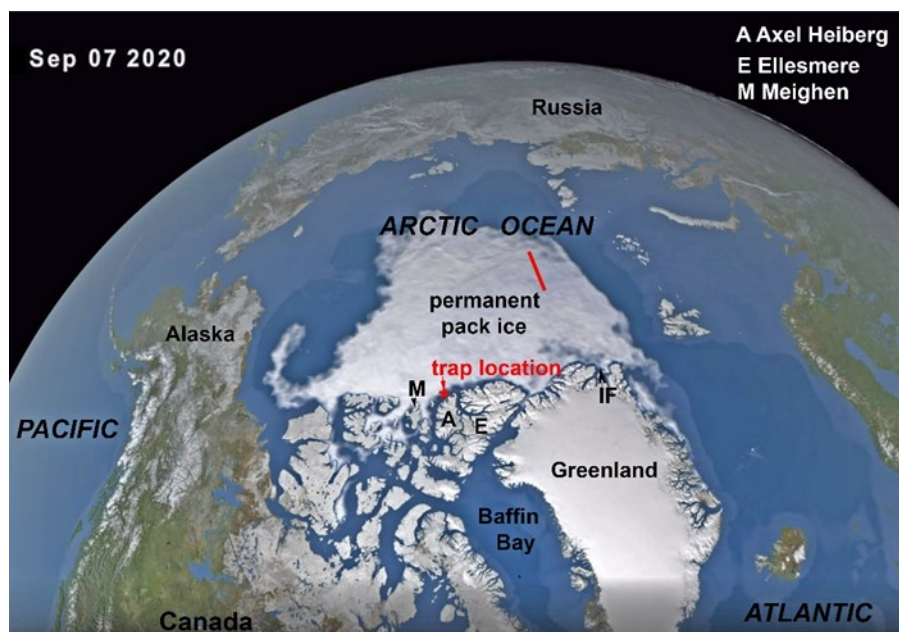 Sep 07 2020
A Axel Heiberg
E Ellesmere
M Meighen
Russia
ARCTIC OCEAN
permanent
pack ice
Alaska
trap location
M
IF
A
E
PACIFIC
Greenland
Baffin
Bay
Canada
ATLANTIC